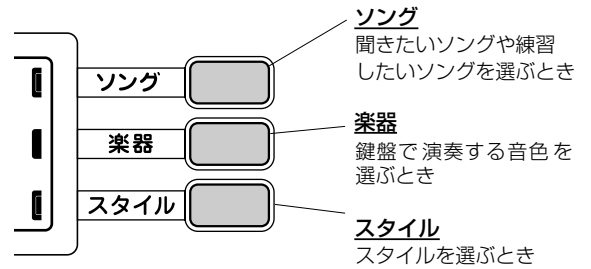 ソング
聞きたいソングや練習
したいソングを選ぶとき
ソング
楽器
楽器
鍵盤で演奏する音色を
選ぶとき
スタイル
スタイル
スタイルを選ぶとき